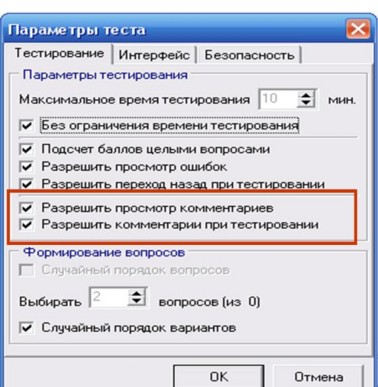 Параметры теста
Тестирование Интерфейс Безопасность
Параметры тестирования
Максимальное время тестирования 10 мин.
Без ограничения времени тестирования
Подсчет баллов целыми вопросами
Разрешить просмотр ошибок
Разрешить переход назад при тестировании
Разрешить просмотр комментариев
Разрешить комментарии при тестировании
Формирование вопросов
Случайный порядок вопросов
Выбирать 2 вопросов (из 0)
Случайный порядок вариантов
OK Отмена